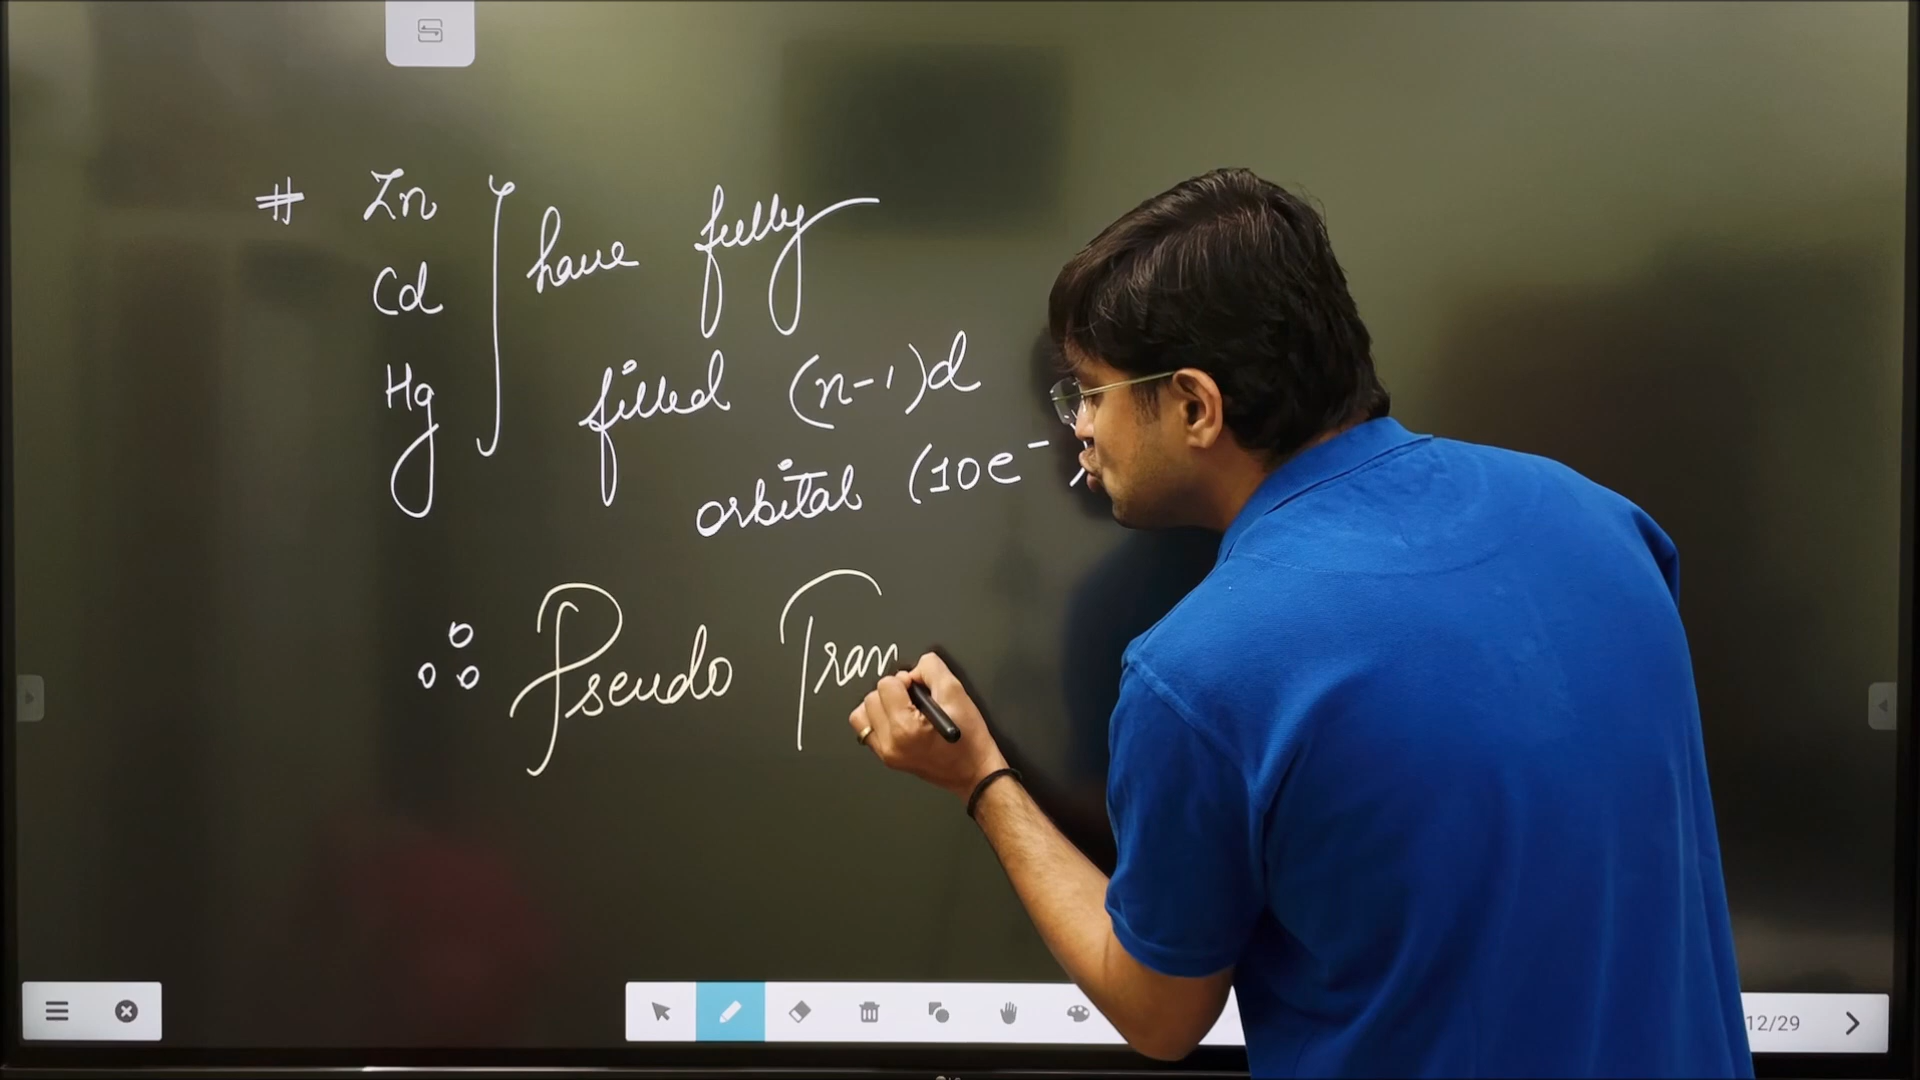 # Zn
Cd
Hg
have fully
filled (n-1)d
orbital (10e⁻)
∴ Pseudo Tran
12/29